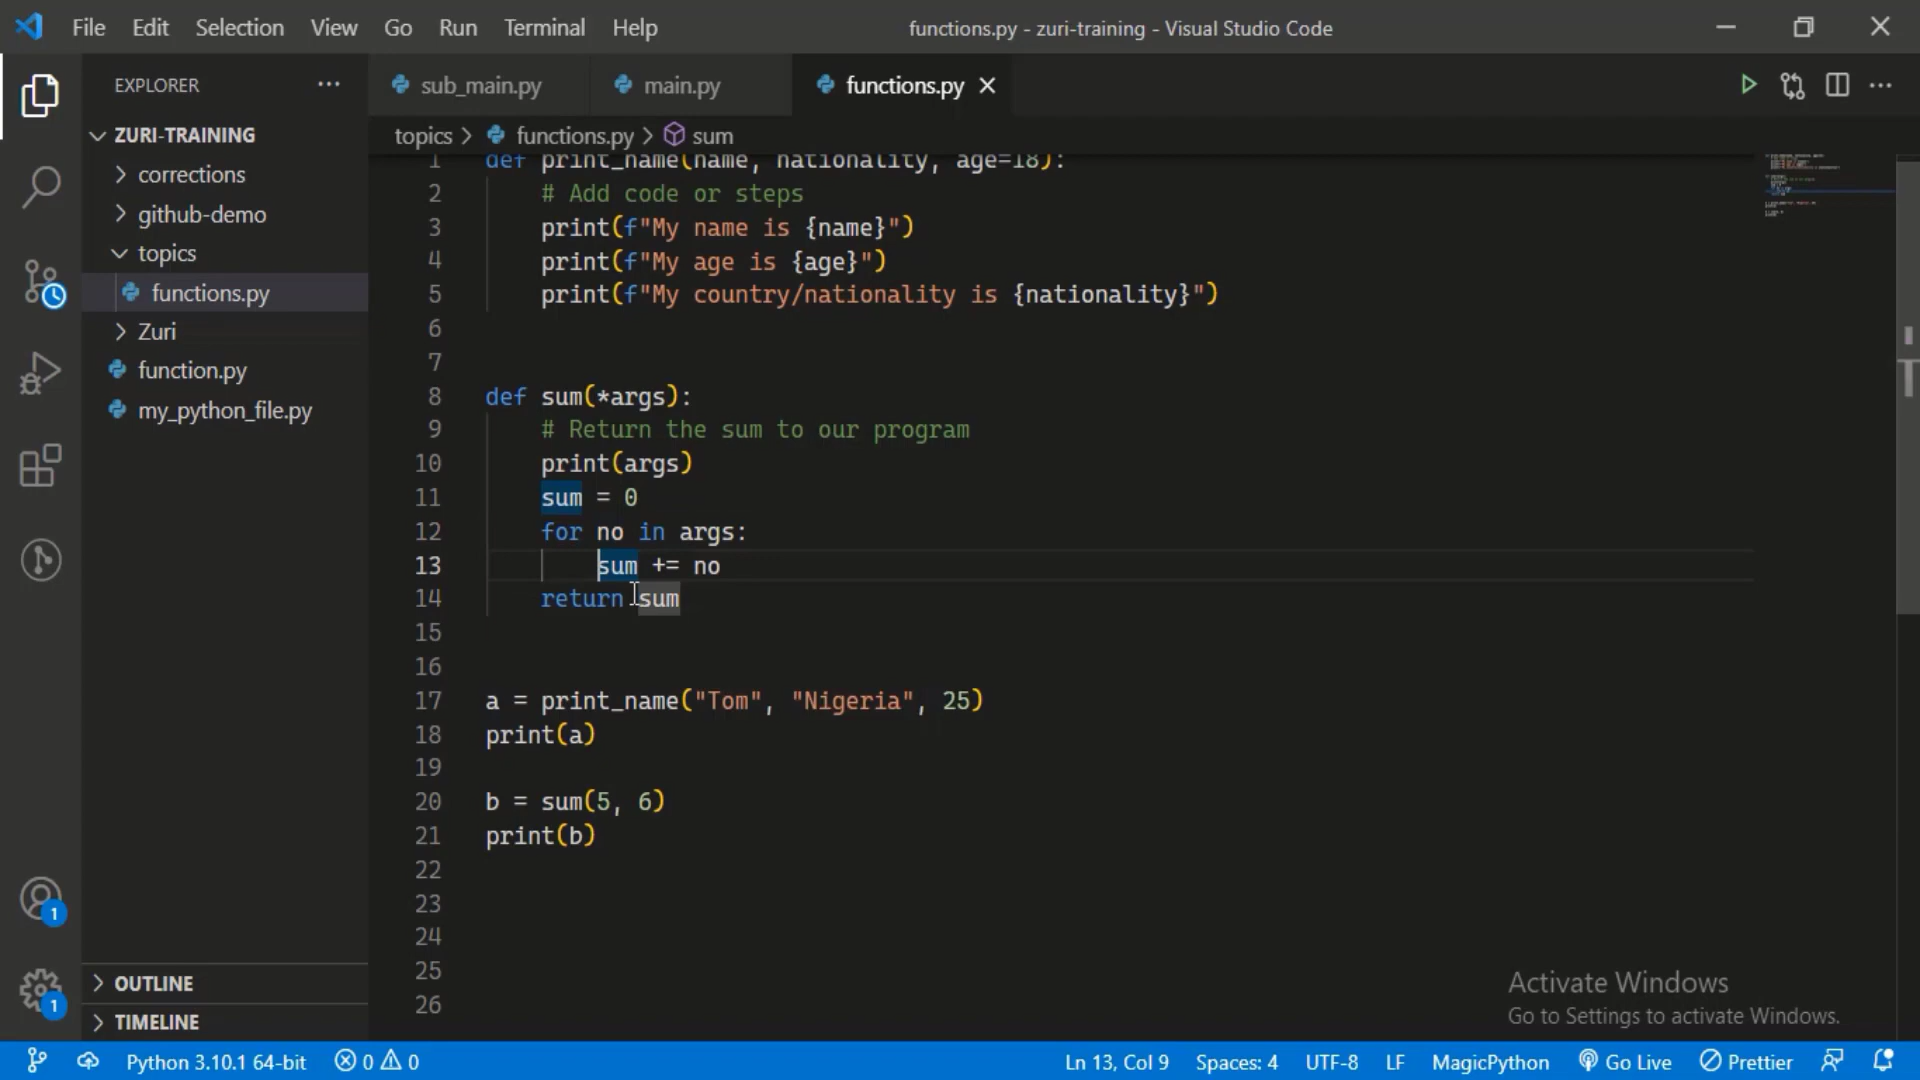 File Edit Selection View Go Run Terminal Help functions.py - zuri-training - Visual Studio Code
EXPLORER
sub_main.py main.py functions.py
ZURI-TRAINING
topics > functions.py > sum
corrections
github-demo
topics
functions.py
Zuri
function.py
my_python_file.py
1 def print_name(name, nationality, age=18):
2 # Add code or steps
3 print(f"My name is {name}")
4 print(f"My age is {age}")
5 print(f"My country/nationality is {nationality}")
6
7
8 def sum(*args):
9 # Return the sum to our program
10 print(args)
11 sum = 0
12 for no in args:
13 sum += no
14 return sum
15
16
17 a = print_name("Tom", "Nigeria", 25)
18 print(a)
19
20 b = sum(5, 6)
21 print(b)
22
23
24
25
26
1
1
OUTLINE
TIMELINE
Activate Windows
Go to Settings to activate Windows.
Python 3.10.1 64-bit 0 0 Ln 13, Col 9 Spaces: 4 UTF-8 LF MagicPython Go Live Prettier